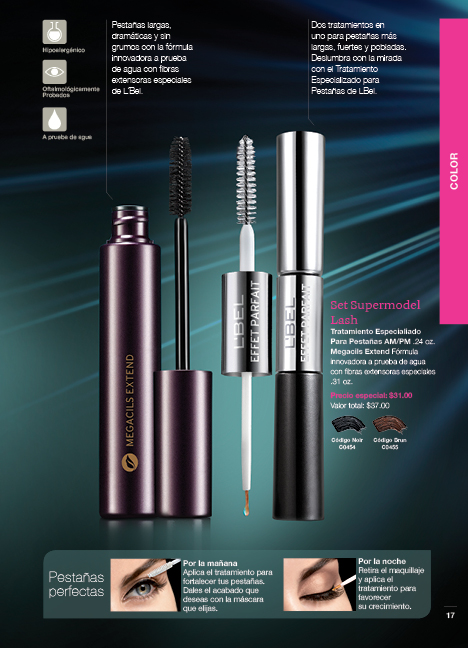 Hipoalergénico
Oftalmológicamente
Probados
A prueba de agua
Pestañas largas,
dramáticas y sin
grumos con la fórmula
innovadora a prueba
de agua con fibras
extensoras especiales
de L'Bel.
Dos tratamientos en
uno para pestañas más
largas, fuertes y pobladas.
Deslumbra con la mirada
con el Tratamiento
Especializado para
Pestañas de LBel.
COLOR
MEGACILS EXTEND
L'BEL
EFFET PARFAIT
L'BEL
EFFET PARFAIT
Set Supermodel
Lash
Tratamiento Especialiado
Para Pestañas AM/PM .24 oz.
Megacils Extend Fórmula
innovadora a prueba de agua
con fibras extensoras especiales
.31 oz.
Precio especial: $31.00
Valor total: $37.00
Código Noir
C0454
Código Brun
C0455
Pestañas
perfectas
Por la mañana
Aplica el tratamiento para
fortalecer tus pestañas.
Dales el acabado que
deseas con la máscara
que elijas.
Por la noche
Retira el maquillaje
y aplica el
tratamiento para
favorecer
su crecimiento.
17